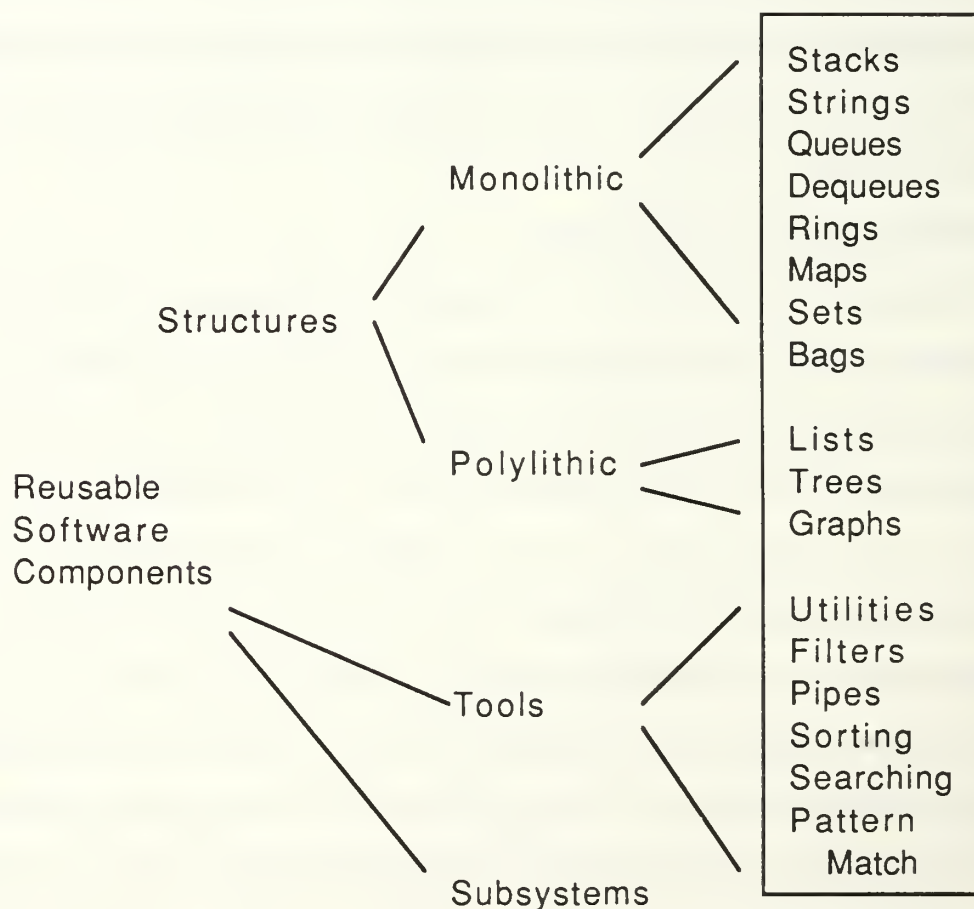 Reusable
Software
Components
Structures
Monolithic
Polylithic
Tools
Subsystems
Stacks
Strings
Queues
Dequeues
Rings
Maps
Sets
Bags
Lists
Trees
Graphs
Utilities
Filters
Pipes
Sorting
Searching
Pattern
Match